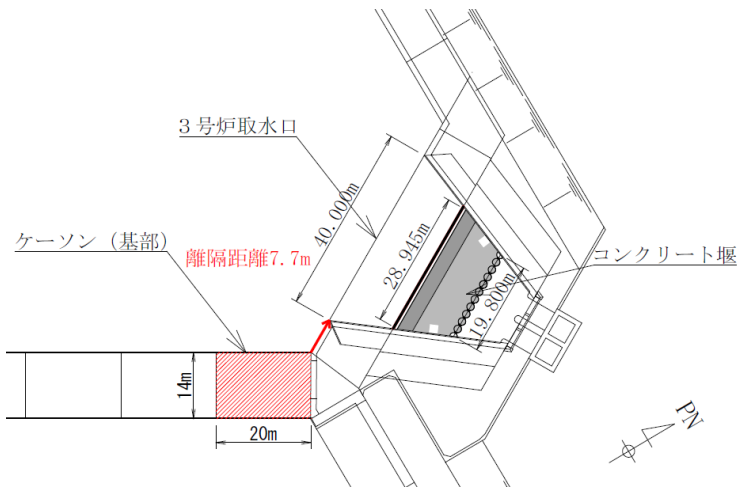 3号炉取水口
40.000m
ケーソン（基部）
離隔距離7.7m
28.945m
コンクリート堰
19.800m
14m
20m
PN